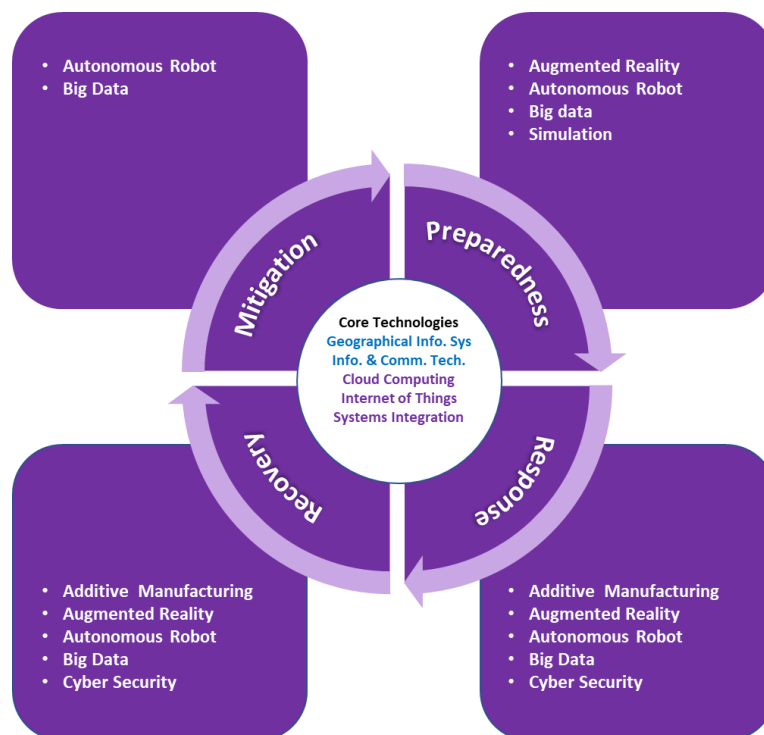 • Autonomous Robot
• Big Data
• Augmented Reality
• Autonomous Robot
• Big data
• Simulation
Mitigation
Preparedness
Core Technologies
Geographical Info. Sys
Info. & Comm. Tech.
Cloud Computing
Internet of Things
Systems Integration
Recovery
Response
• Additive Manufacturing
• Augmented Reality
• Autonomous Robot
• Big Data
• Cyber Security
• Additive Manufacturing
• Augmented Reality
• Autonomous Robot
• Big Data
• Cyber Security